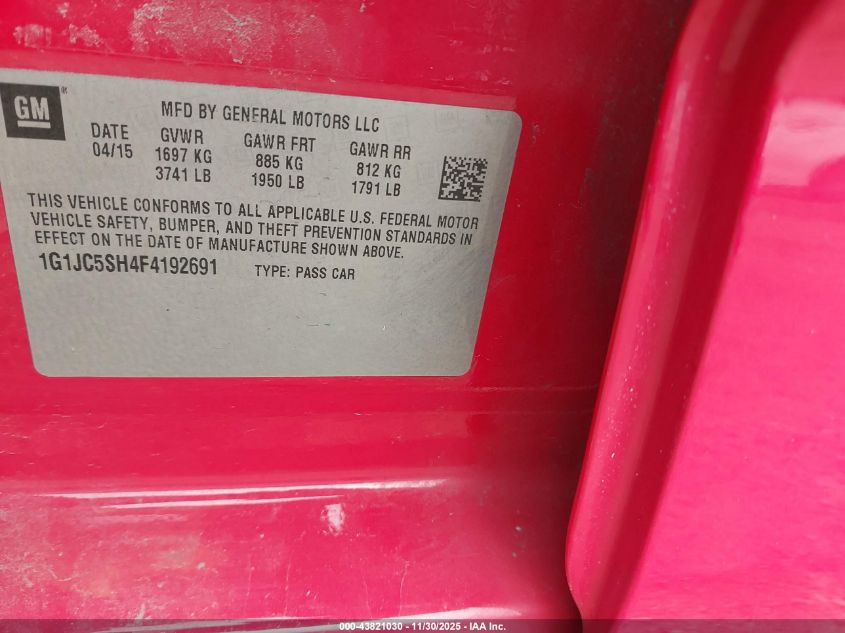 GM®
MFD BY GENERAL MOTORS LLC
DATE GVWR GAWR FRT GAWR RR
04/15 1697 KG 885 KG 812 KG
3741 LB 1950 LB 1791 LB
THIS VEHICLE CONFORMS TO ALL APPLICABLE U.S. FEDERAL MOTOR
VEHICLE SAFETY, BUMPER, AND THEFT PREVENTION STANDARDS IN
EFFECT ON THE DATE OF MANUFACTURE SHOWN ABOVE.
1G1JC5SH4F4192691 TYPE: PASS CAR
000-43821030 - 11/30/2025 - IAA Inc.